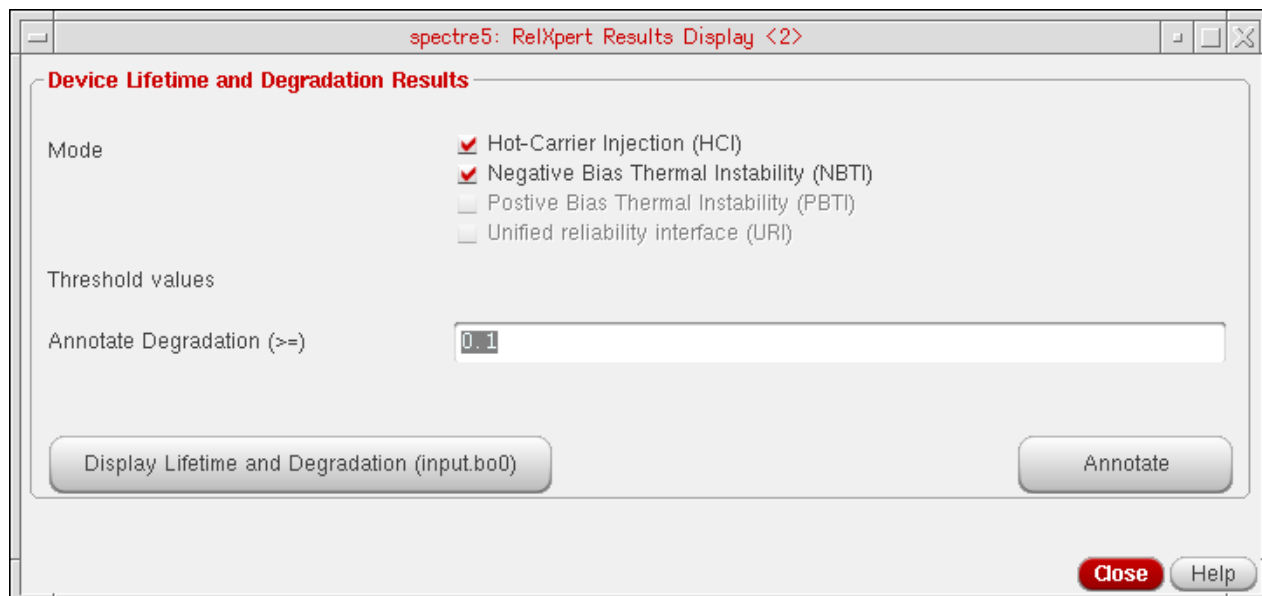 spectre5: RelXpert Results Display <2>
Device Lifetime and Degradation Results
Mode
Hot-Carrier Injection (HCI)
Negative Bias Thermal Instability (NBTI)
Postive Bias Thermal Instability (PBTI)
Unified reliability interface (URI)
Threshold values
Annotate Degradation (>=) 0.1
Display Lifetime and Degradation (input.bo0) Annotate
Close Help